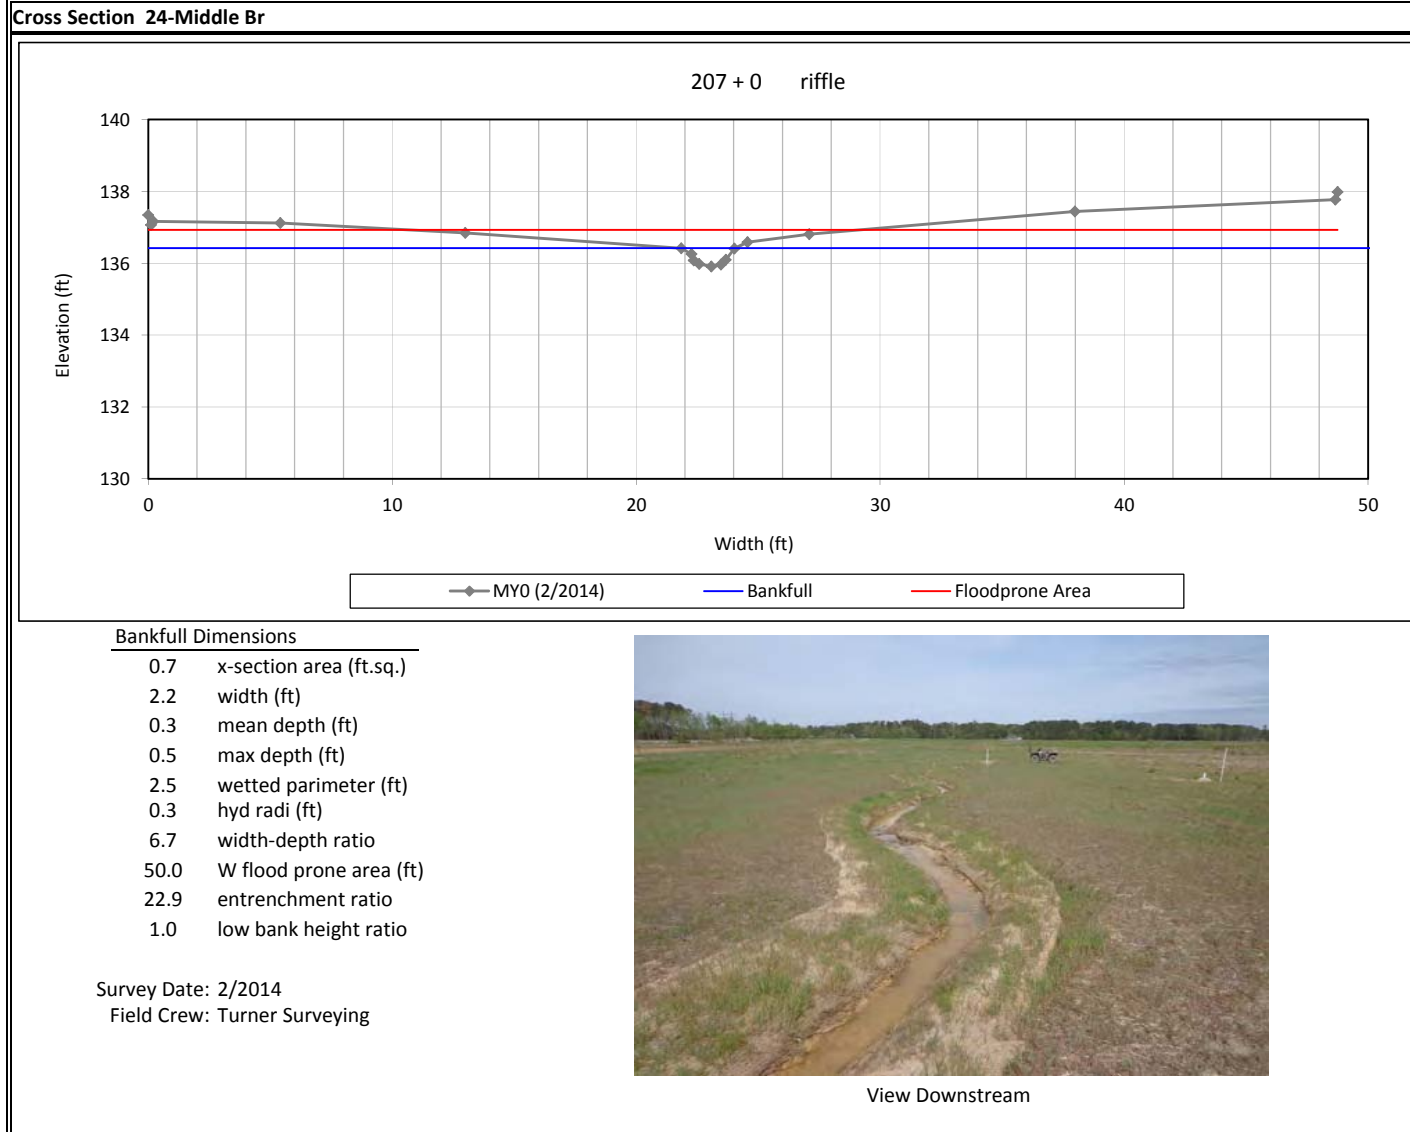 Cross Section 24-Middle Br
207 + 0 riffle
140
138
136
134
132
130
Elevation (ft)
0 10 20 30 40 50
Width (ft)
MY0 (2/2014) Bankfull Floodprone Area
Bankfull Dimensions
0.7 x-section area (ft.sq.)
2.2 width (ft)
0.3 mean depth (ft)
0.5 max depth (ft)
2.5 wetted parimeter (ft)
0.3 hyd radi (ft)
6.7 width-depth ratio
50.0 W flood prone area (ft)
22.9 entrenchment ratio
1.0 low bank height ratio
Survey Date: 2/2014
Field Crew: Turner Surveying
View Downstream